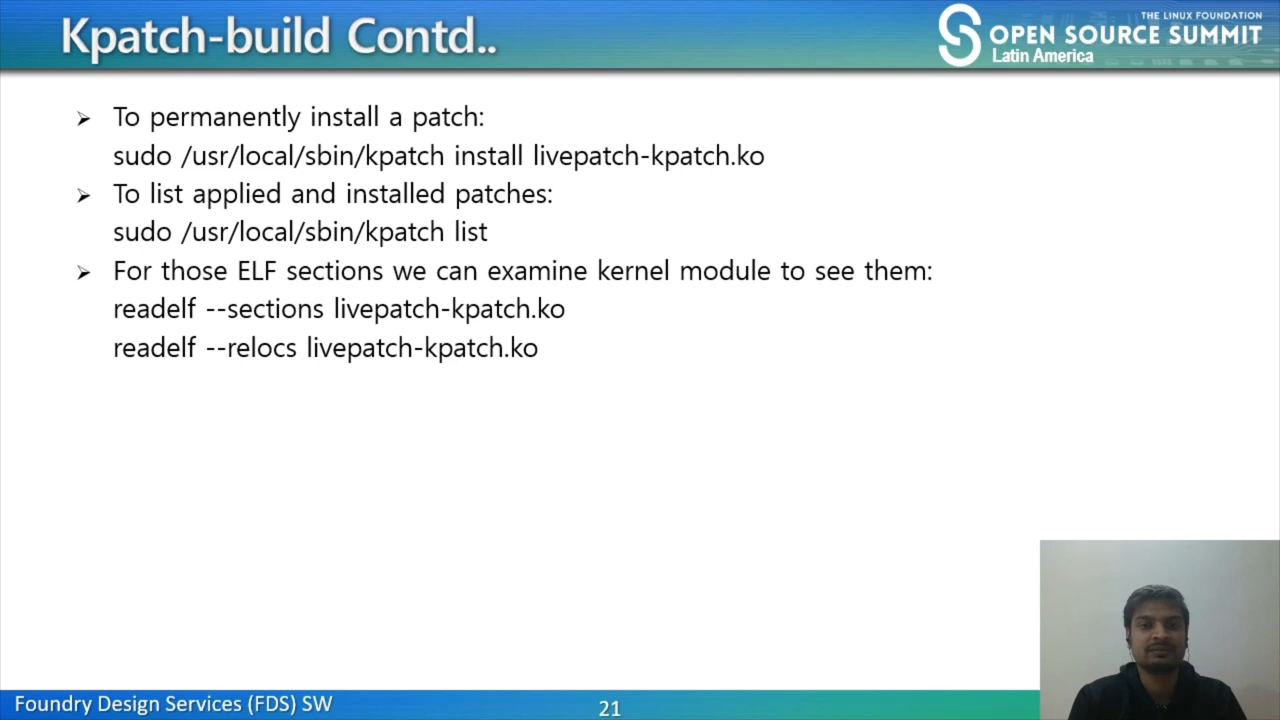 Kpatch-build Contd..
THE LINUX FOUNDATION
OPEN SOURCE SUMMIT
Latin America
To permanently install a patch:
sudo /usr/local/sbin/kpatch install livepatch-kpatch.ko
To list applied and installed patches:
sudo /usr/local/sbin/kpatch list
For those ELF sections we can examine kernel module to see them:
readelf --sections livepatch-kpatch.ko
readelf --relocs livepatch-kpatch.ko
Foundry Design Services (FDS) SW
21